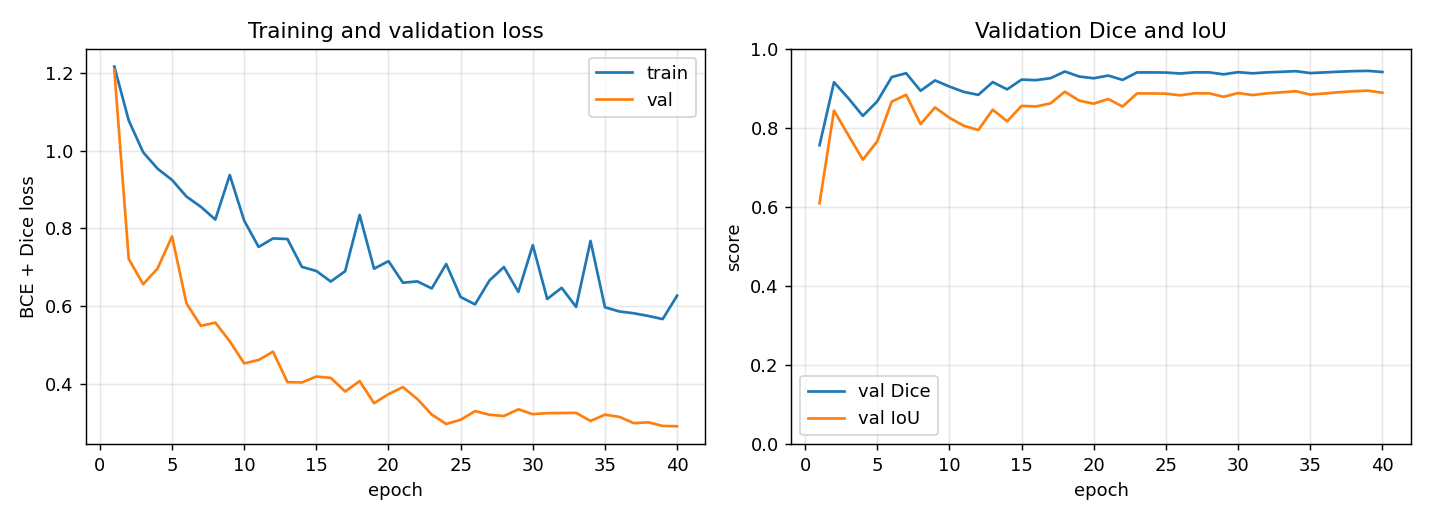 Training and validation loss
BCE + Dice loss
1.2
1.0
0.8
0.6
0.4
train
val
0 5 10 15 20 25 30 35 40
epoch
Validation Dice and IoU
score
1.0
0.8
0.6
0.4
0.2
0.0
val Dice
val IoU
0 5 10 15 20 25 30 35 40
epoch